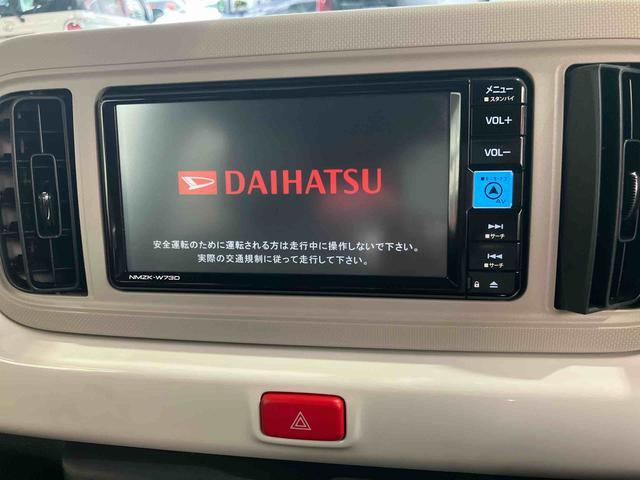 メニュー
■スタンバイ
VOL+
VOL−
AV
■サーチ
■サーチ
DAIHATSU
安全運転のために運転される方は走行中に操作しないで下さい。
実際の交通規制に従って走行して下さい。
NMZK-W73D